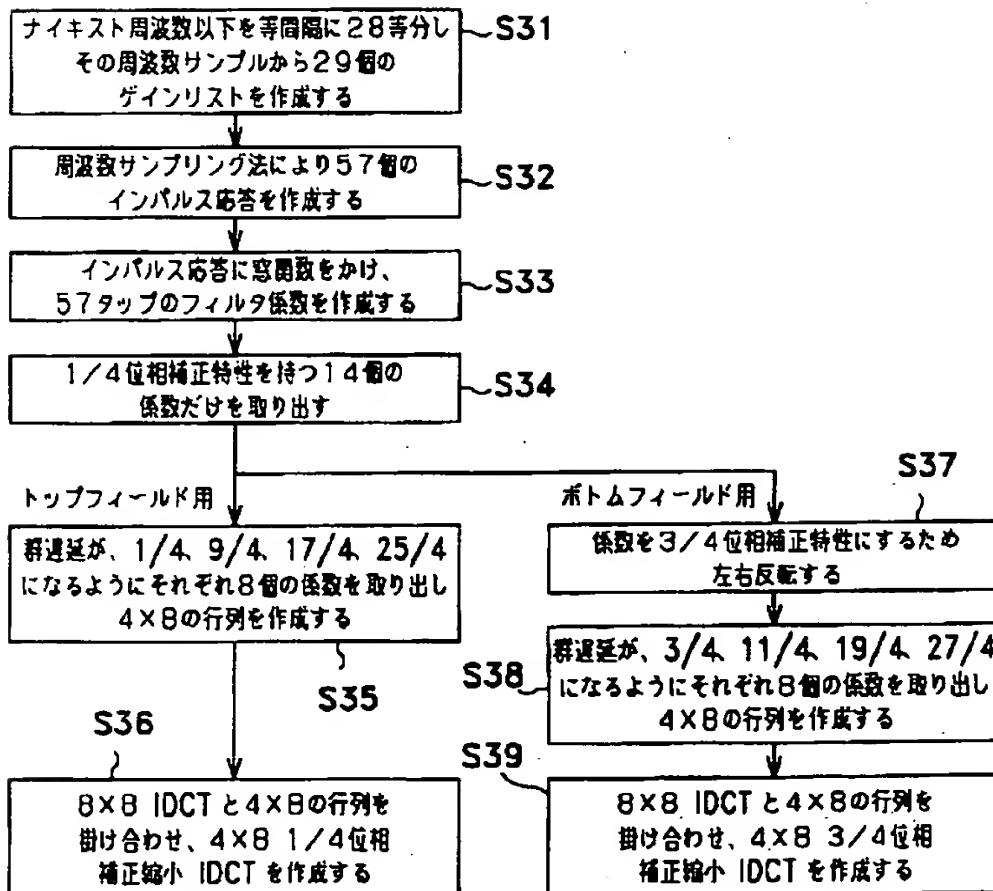 ナイキスト周波数以下を等間隔に28等分し
その周波数サンプルから29個の
ゲインリストを作成する
S31
周波数サンプリング法により57個の
インパルス応答を作成する
S32
インパルス応答に窓関数をかけ、
57タップのフィルタ係数を作成する
S33
1/4位相補正特性を持つ14個の
係数だけを取り出す
S34
トップフィールド用
群遅延が、1/4、9/4、17/4、25/4
になるようにそれぞれ8個の係数を取り出し
4×8の行列を作成する
S35
S36
8×8 IDCTと4×8の行列を
掛け合わせ、4×8 1/4位相
補正縮小 IDCTを作成する
ボトムフィールド用
S37
係数を3/4位相補正特性にするため
左右反転する
S38
群遅延が、3/4、11/4、19/4、27/4
になるようにそれぞれ8個の係数を取り出し
4×8の行列を作成する
S39
8×8 IDCTと4×8の行列を
掛け合わせ、4×8 3/4位相
補正縮小 IDCTを作成する